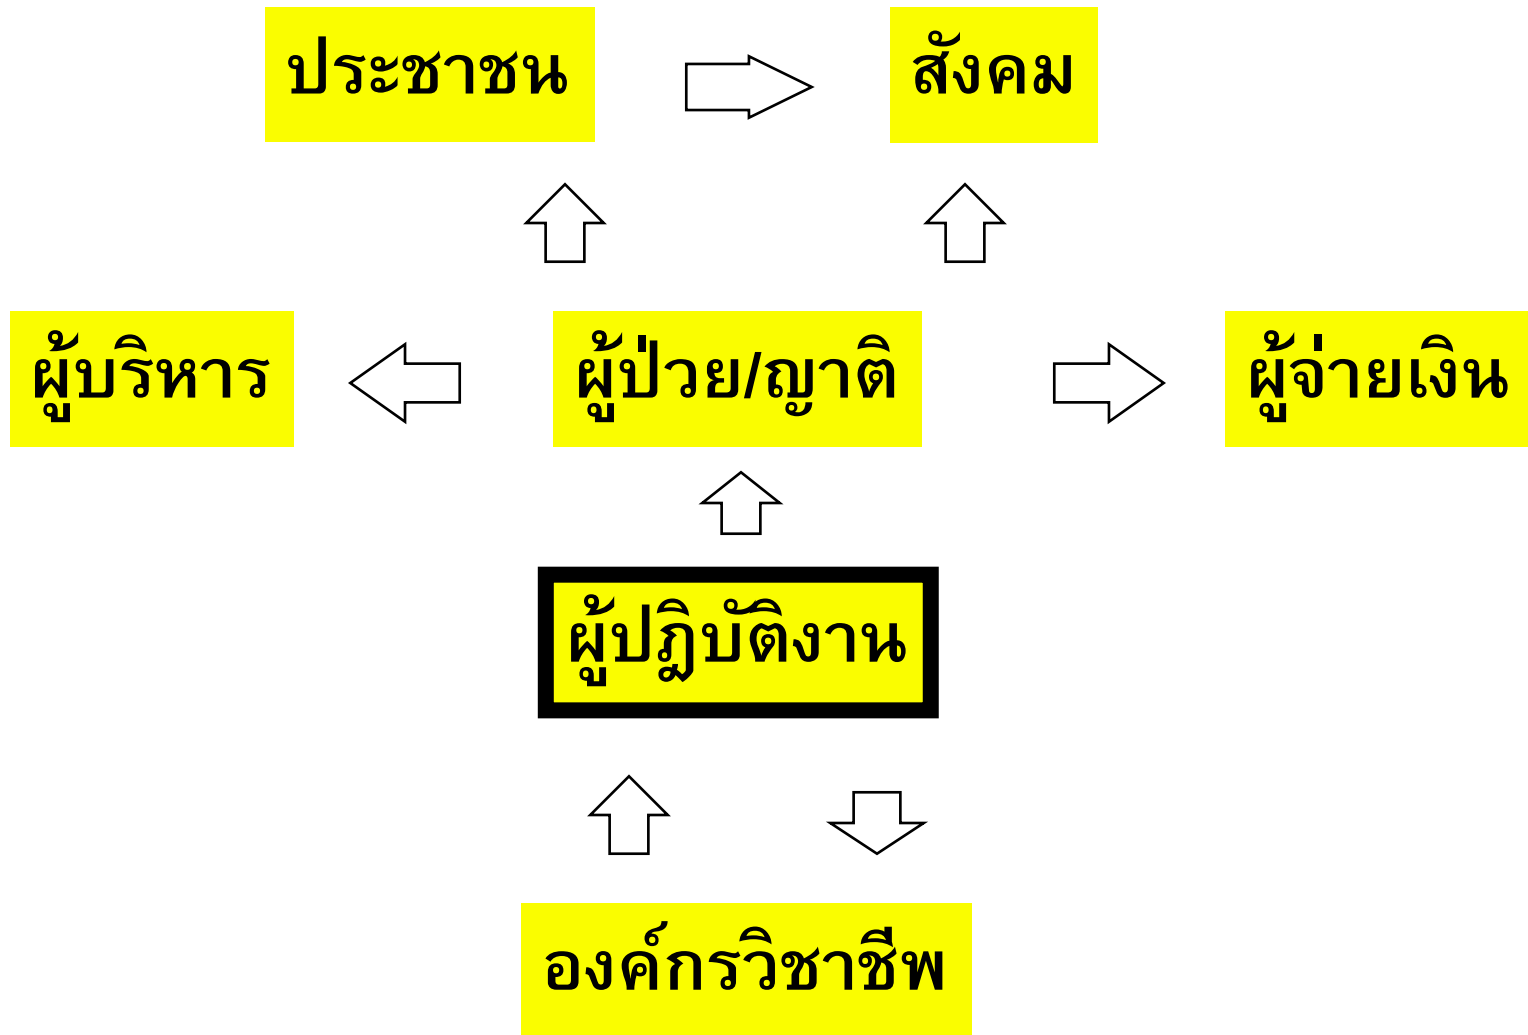 ประชาชน
สังคม
ผู้บริหาร
ผู้ป่วย/ญาติ
ผู้จ่ายเงิน
ผู้ปฎิบัติงาน
องค์กรวิชาชีพ